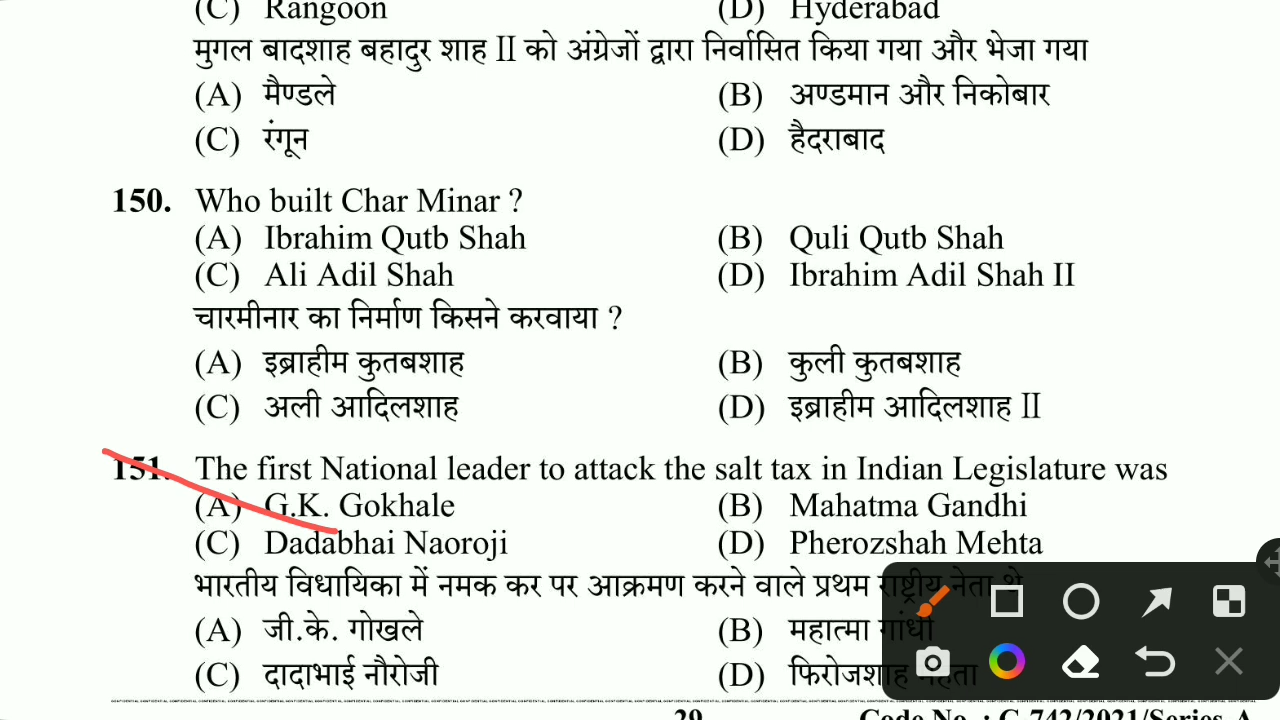 (C) Rangoon (D) Hyderabad
मुगल बादशाह बहादुर शाह II को अंग्रेजों द्वारा निर्वासित किया गया और भेजा गया
(A) मैण्डले (B) अण्डमान और निकोबार
(C) रंगून (D) हैदराबाद
150. Who built Char Minar ?
(A) Ibrahim Qutb Shah (B) Quli Qutb Shah
(C) Ali Adil Shah (D) Ibrahim Adil Shah II
चारमीनार का निर्माण किसने करवाया ?
(A) इब्राहीम कुतबशाह (B) कुली कुतबशाह
(C) अली आदिलशाह (D) इब्राहीम आदिलशाह II
151. The first National leader to attack the salt tax in Indian Legislature was
(A) G.K. Gokhale (B) Mahatma Gandhi
(C) Dadabhai Naoroji (D) Pherozshah Mehta
भारतीय विधायिका में नमक कर पर आक्रमण करने वाले प्रथम राष्ट्रीय नेता थे
(A) जी.के. गोखले (B) महात्मा गांधी
(C) दादाभाई नौरोजी (D) फिरोजशाह मेहता
29 Code No. : C-742/2021/Series-A